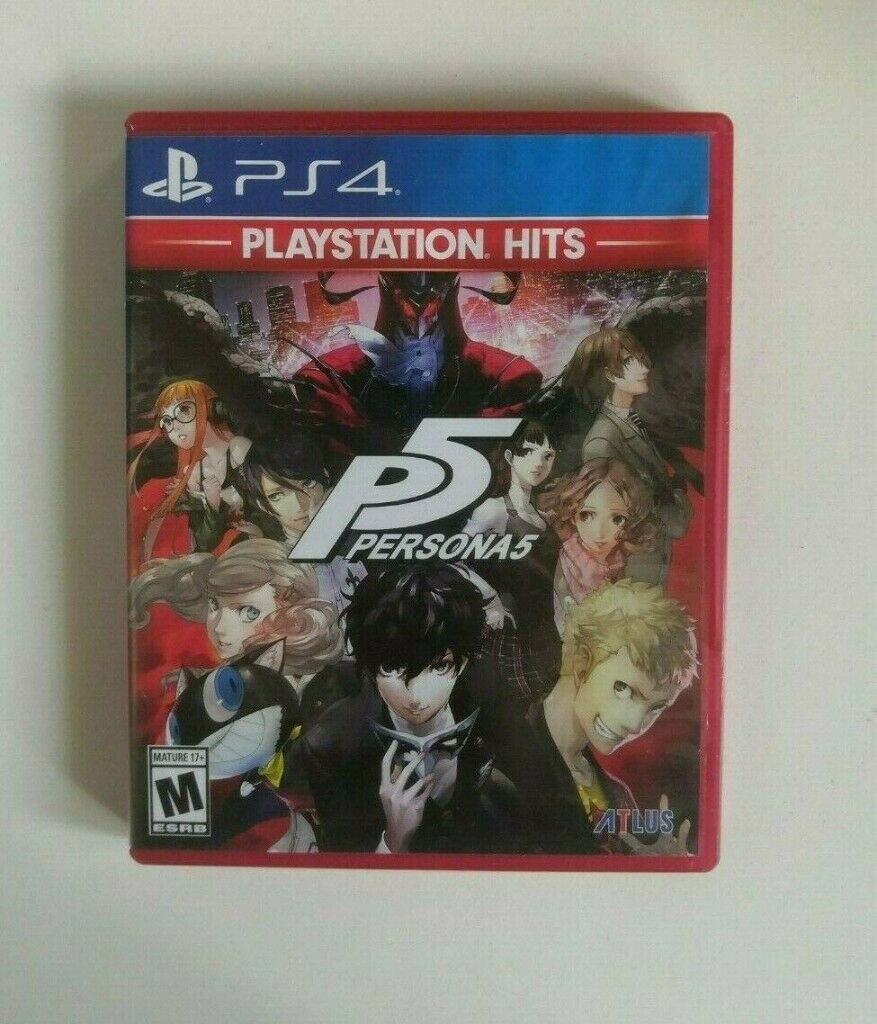 PS4
PLAYSTATION HITS
P5
PERSONA5
MATURE 17+
M
ESRB
ATLUS